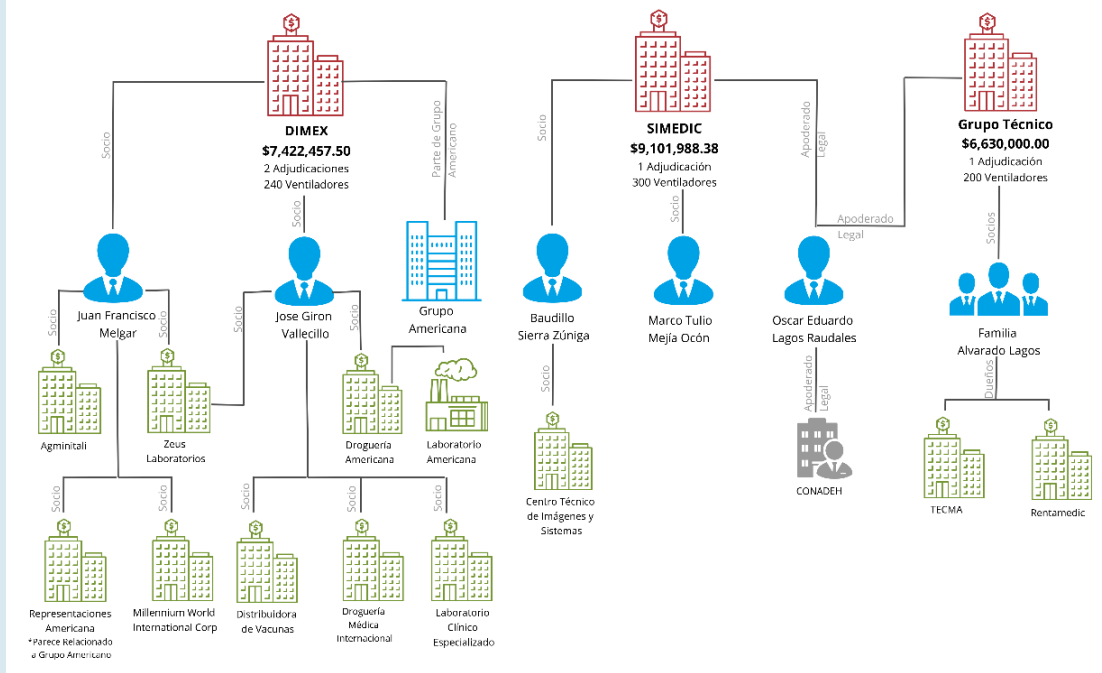 DIMEX
$7,422,457.50
2 Adjudicaciones
240 Ventiladores
SIMEDIC
$9,101,988.38
1 Adjudicación
300 Ventiladores
Grupo Técnico
$6,630,000.00
1 Adjudicación
200 Ventiladores
Socio
Socio
Parte de Grupo
Americano
Socio
Socio
Apoderado
Legal
Apoderado
Legal
Socios
Juan Francisco
Melgar
Jose Giron
Vallecillo
Grupo
Americana
Baudillo
Sierra Zúniga
Marco Tulio
Mejía Ocón
Oscar Eduardo
Lagos Raudales
Familia
Alvarado Lagos
Socio
Socio
Socio
Socio
Socio
Apoderado
Legal
Dueños
Agminitali
Zeus
Laboratorios
Droguería
Americana
Laboratorio
Americana
Centro Técnico
de Imágenes y
Sistemas
CONADEH
TECMA
Rentamedic
Socio
Socio
Socio
Socio
Socio
Representaciones
Americana
*Parece Relacionado
a Grupo Americano
Millennium World
International Corp
Distribuidora
de Vacunas
Droguería
Médica
Internacional
Laboratorio
Clínico
Especializado